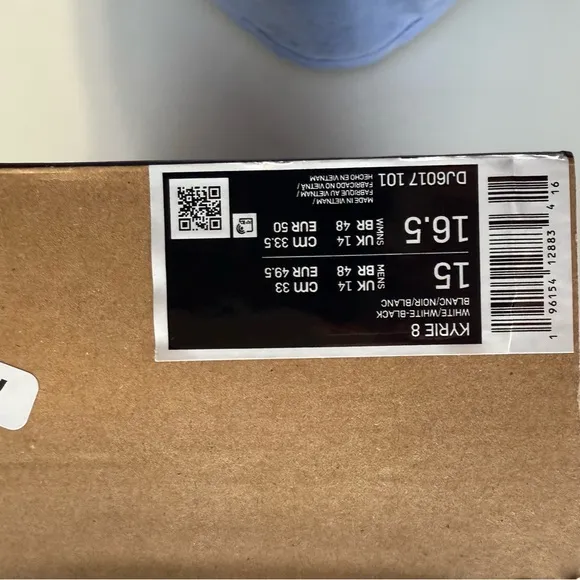 KYRIE 8
WHITE/WHITE-BLACK
BLANC/NOIR/BLANC
15 MENS UK 14 BR 48 EUR 49.5 CM 33
16.5 WMNS UK 14 BR 48 EUR 50 CM 33.5
MADE IN VIETNAM/
FABRIQUE AU VIETNAM/
FABRICADO NO VIETNÃ/
DJ6017 101 HECHO EN VIETNAM
1 96154 12883 4 16